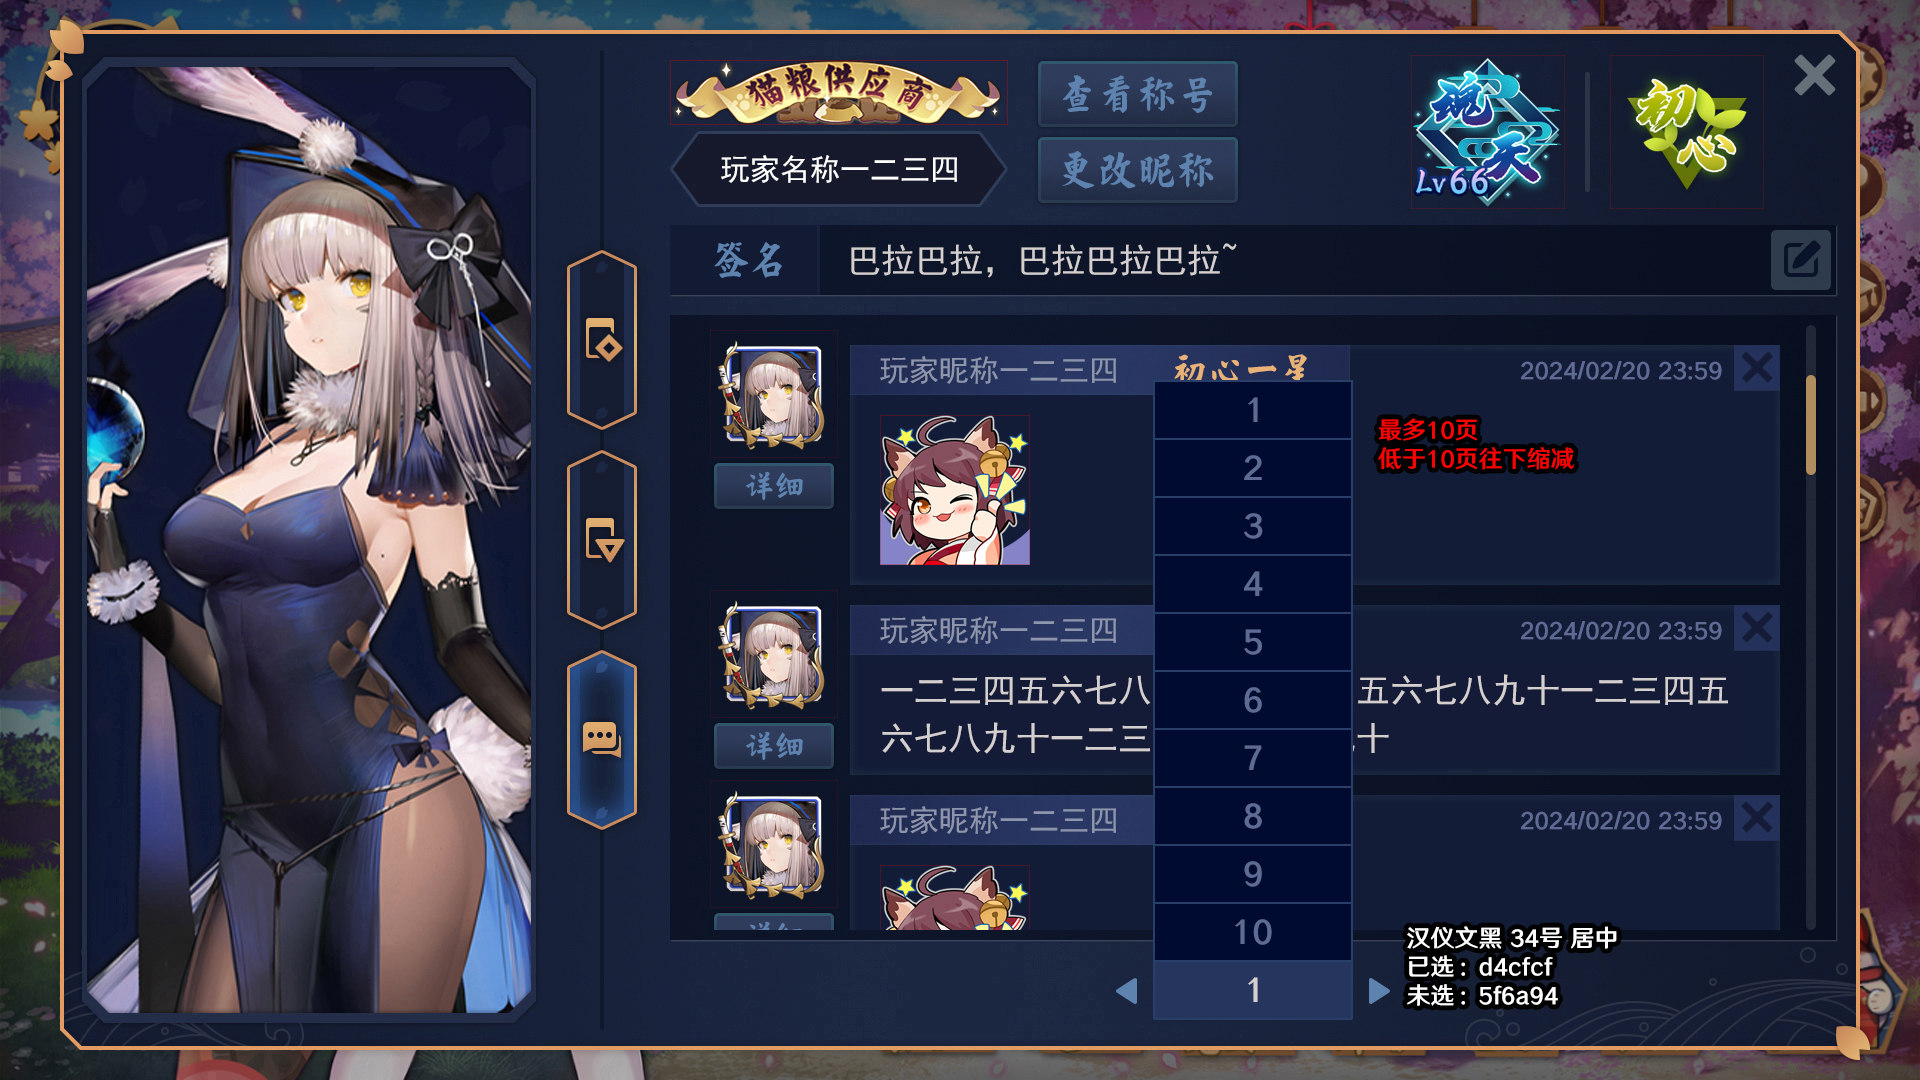 猫粮供应商
查看称号
玩家名称一二三四
更改昵称
魂天
Lv66
初心
签名
巴拉巴拉，巴拉巴拉巴拉~
玩家昵称一二三四
初心一星
2024/02/20 23:59
详细
最多10页
低于10页往下缩减
玩家昵称一二三四
2024/02/20 23:59
一二三四五六七八
五六七八九十一二三四五
六七八九十一二三
十
详细
玩家昵称一二三四
2024/02/20 23:59
详细
1
2
3
4
5
6
7
8
9
10
1
汉仪文黑 34号 居中
已选：d4cfcf
未选：5f6a94